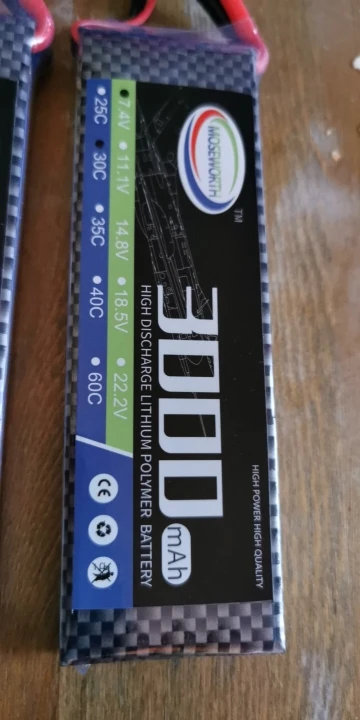 MOSEWORTH
TM
3000 mAh
HIGH POWER HIGH QUALITY
HIGH DISCHARGE LITHIUM POLYMER BATTERY
7.4V 11.1V 14.8V 18.5V 22.2V
25C 30C 35C 40C 60C
CE